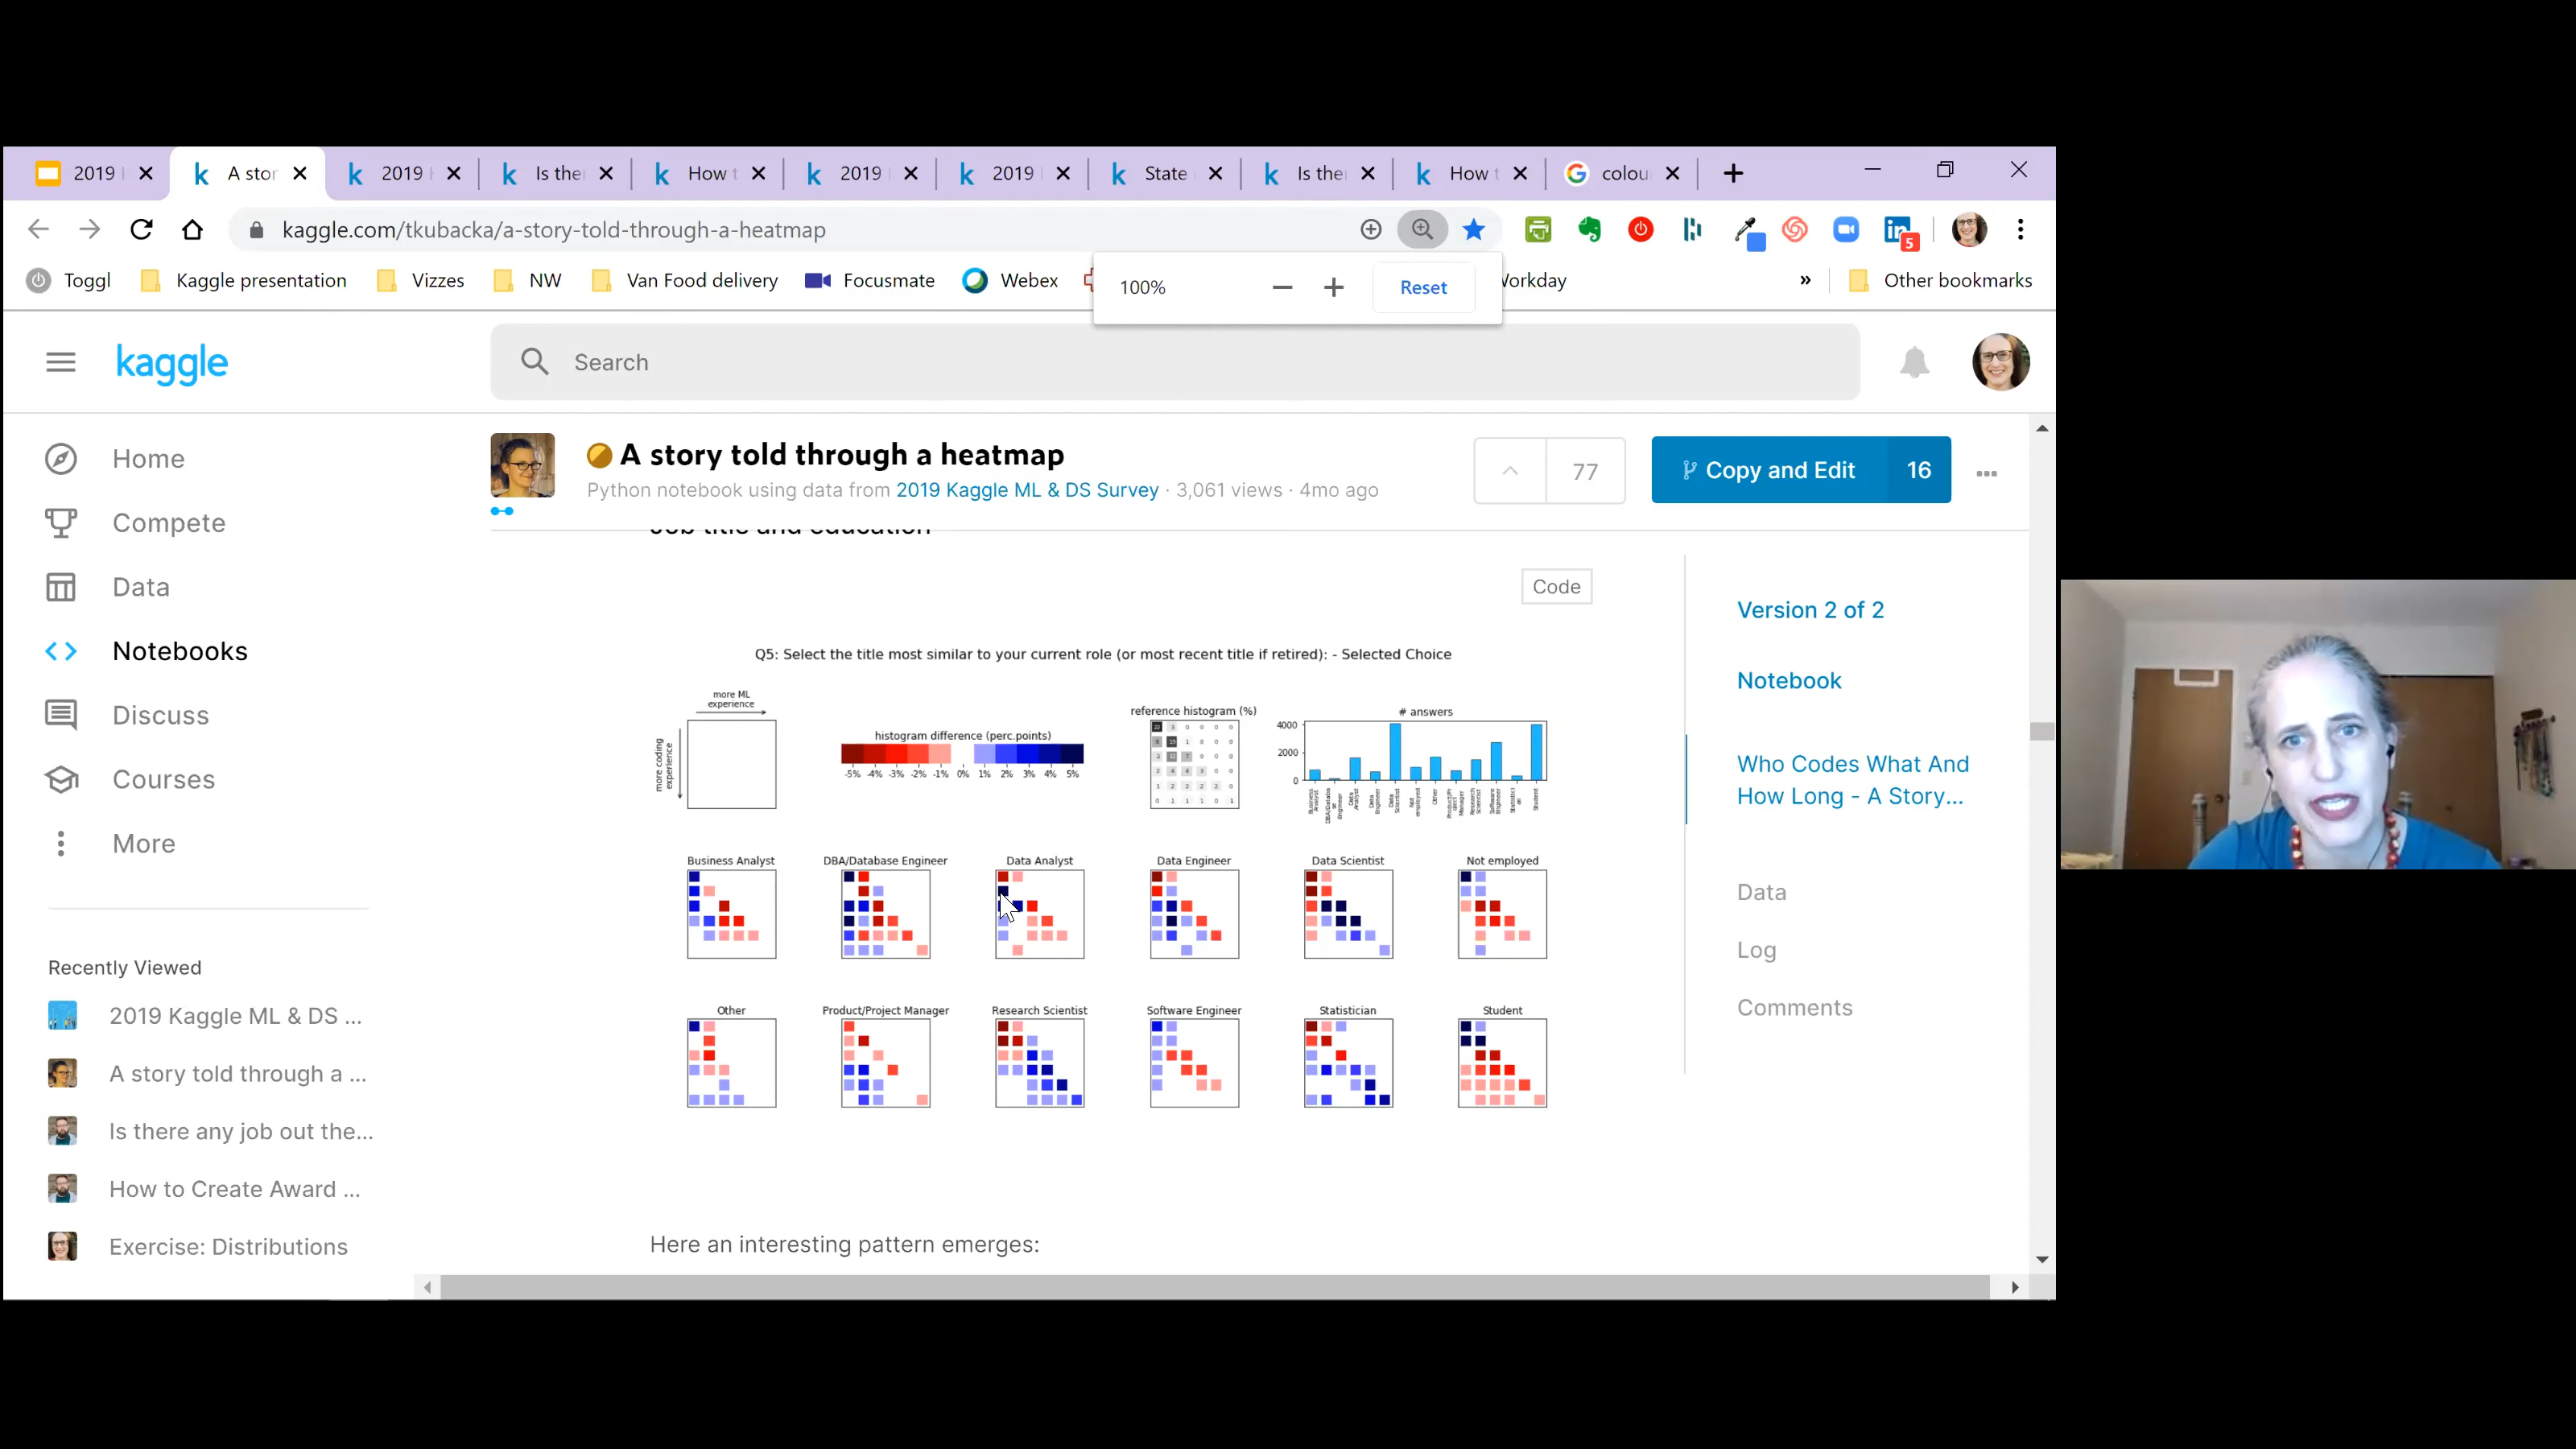 2019
A stor
2019
Is the
How t
2019
2019
State
Is the
How t
colou
kaggle.com/tkubacka/a-story-told-through-a-heatmap
5
Toggl
Kaggle presentation
Vizzes
NW
Van Food delivery
Focusmate
Webex
100%
Reset
Workday
»
Other bookmarks
kaggle
Search
Home
Compete
Data
Notebooks
Discuss
Courses
More
Recently Viewed
2019 Kaggle ML & DS ...
A story told through a ...
Is there any job out the...
How to Create Award ...
Exercise: Distributions
A story told through a heatmap
Python notebook using data from 2019 Kaggle ML & DS Survey · 3,061 views · 4mo ago
77
Copy and Edit 16
Job title and education
Code
Q5: Select the title most similar to your current role (or most recent title if retired): - Selected Choice
more ML
experience
more coding
experience
histogram difference (perc.points)
-5% -4% -3% -2% -1% 0% 1% 2% 3% 4% 5%
reference histogram (%)
# answers
4000
2000
0
Business Analyst
DBA/Database Engineer
Data Analyst
Data Engineer
Data Scientist
Not employed
Other
Product/Project Manager
Research Scientist
Software Engineer
Statistician
Student
Here an interesting pattern emerges:
Version 2 of 2
Notebook
Who Codes What And
How Long - A Story...
Data
Log
Comments